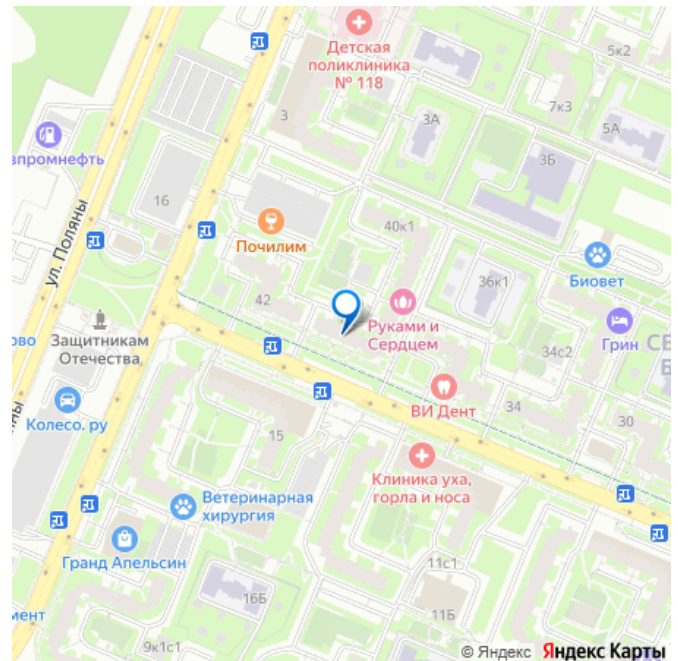 Детская
поликлиника
№ 118
5к2
7к3
3
3А
5А
впромнефть
3Б
16
ул. Поляны
40к1
Почилим
Биовет
36к1
42
Руками и
Сердцем
Грин
Защитникам
Отечества
ово
34с2
СЕ
Б
Колесо.ру
ВИ Дент
34
30
15
Клиника уха,
горла и носа
Ветеринарная
хирургия
Гранд Апельсин
11с1
16Б
11Б
мент
9к1с1
© Яндекс Яндекс Карты